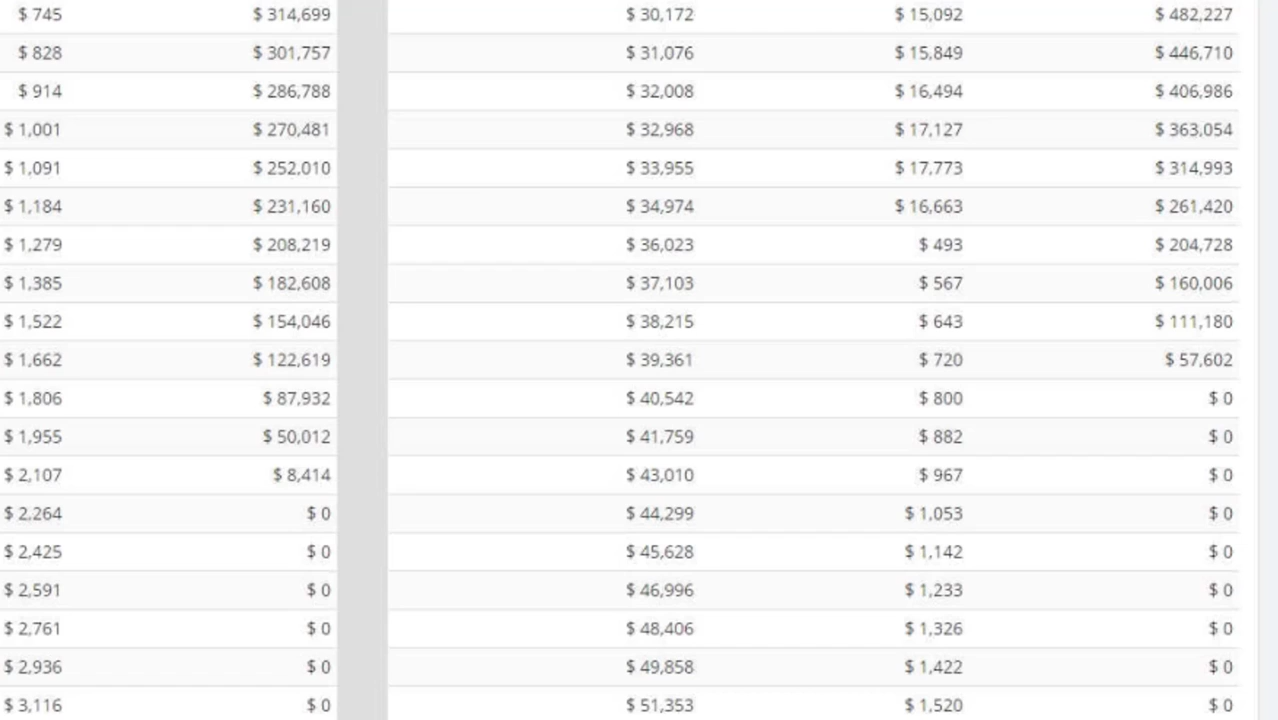 $ 745 $ 314,699 $ 30,172 $ 15,092 $ 482,227
$ 828 $ 301,757 $ 31,076 $ 15,849 $ 446,710
$ 914 $ 286,788 $ 32,008 $ 16,494 $ 406,986
$ 1,001 $ 270,481 $ 32,968 $ 17,127 $ 363,054
$ 1,091 $ 252,010 $ 33,955 $ 17,773 $ 314,993
$ 1,184 $ 231,160 $ 34,974 $ 16,663 $ 261,420
$ 1,279 $ 208,219 $ 36,023 $ 493 $ 204,728
$ 1,385 $ 182,608 $ 37,103 $ 567 $ 160,006
$ 1,522 $ 154,046 $ 38,215 $ 643 $ 111,180
$ 1,662 $ 122,619 $ 39,361 $ 720 $ 57,602
$ 1,806 $ 87,932 $ 40,542 $ 800 $ 0
$ 1,955 $ 50,012 $ 41,759 $ 882 $ 0
$ 2,107 $ 8,414 $ 43,010 $ 967 $ 0
$ 2,264 $ 0 $ 44,299 $ 1,053 $ 0
$ 2,425 $ 0 $ 45,628 $ 1,142 $ 0
$ 2,591 $ 0 $ 46,996 $ 1,233 $ 0
$ 2,761 $ 0 $ 48,406 $ 1,326 $ 0
$ 2,936 $ 0 $ 49,858 $ 1,422 $ 0
$ 3,116 $ 0 $ 51,353 $ 1,520 $ 0